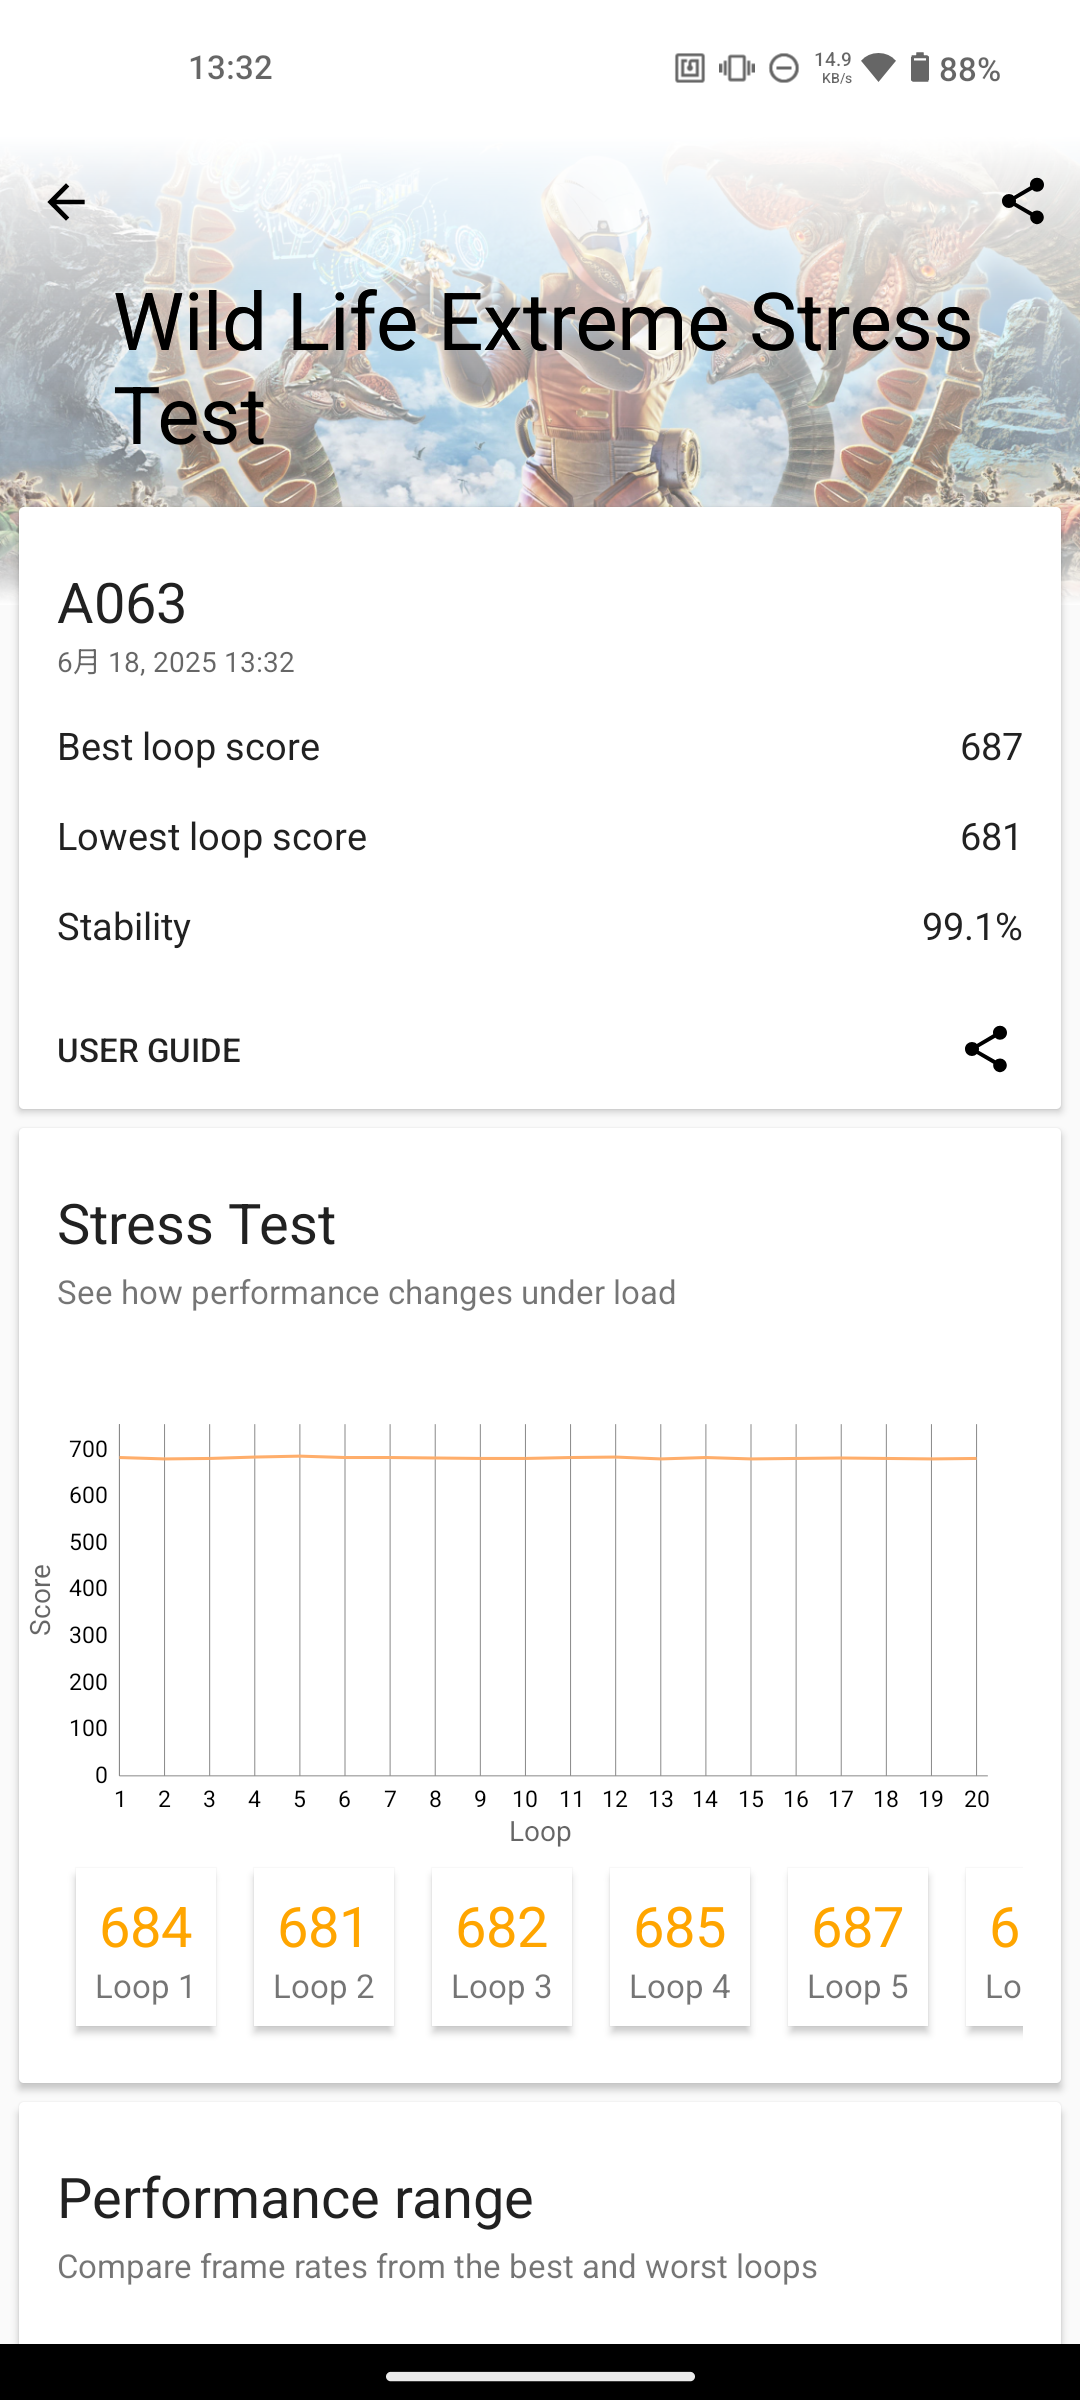 13:32
14.9
KB/s
88%
Wild Life Extreme Stress
Test
A063
6月 18, 2025 13:32
Best loop score 687
Lowest loop score 681
Stability 99.1%
USER GUIDE
Stress Test
See how performance changes under load
700
600
500
400
300
200
100
0
Score
1 2 3 4 5 6 7 8 9 10 11 12 13 14 15 16 17 18 19 20
Loop
684 681 682 685 687 6
Loop 1 Loop 2 Loop 3 Loop 4 Loop 5 Lo
Performance range
Compare frame rates from the best and worst loops